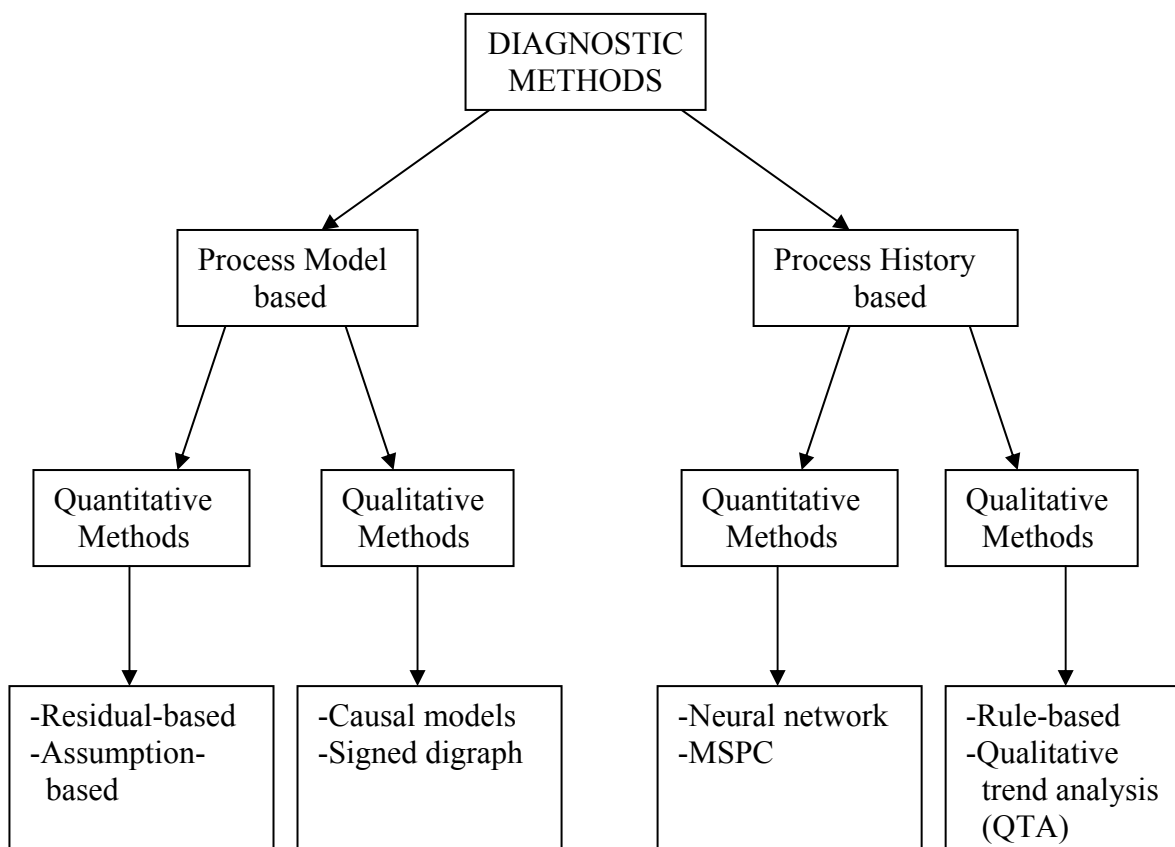 DIAGNOSTIC
METHODS
Process Model
based
Process History
based
Quantitative
Methods
Qualitative
Methods
Quantitative
Methods
Qualitative
Methods
-Residual-based
-Assumption-
based
-Causal models
-Signed digraph
-Neural network
-MSPC
-Rule-based
-Qualitative
trend analysis
(QTA)